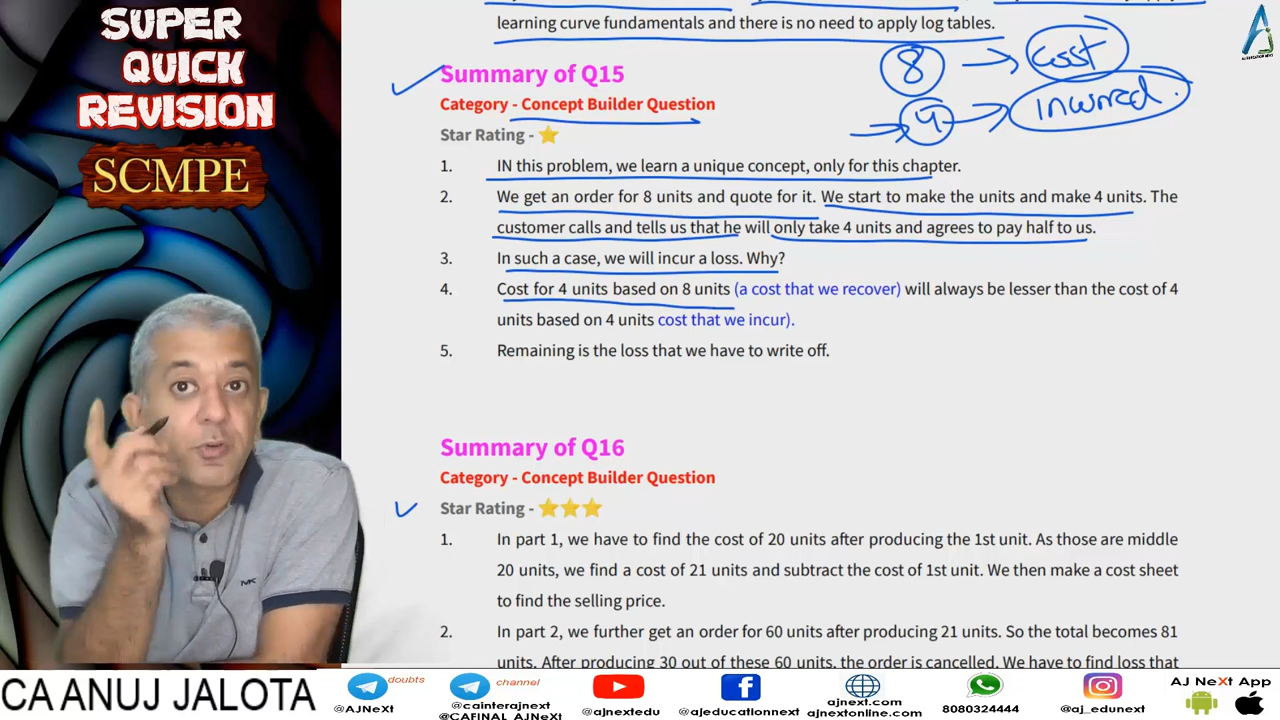 SUPER
QUICK
REVISION
SCMPE
learning curve fundamentals and there is no need to apply log tables.
8 → Cost
→ 4 → Incurred.
Summary of Q15
Category - Concept Builder Question
Star Rating - ⭐
1. IN this problem, we learn a unique concept, only for this chapter.
2. We get an order for 8 units and quote for it. We start to make the units and make 4 units. The
customer calls and tells us that he will only take 4 units and agrees to pay half to us.
3. In such a case, we will incur a loss. Why?
4. Cost for 4 units based on 8 units (a cost that we recover) will always be lesser than the cost of 4
units based on 4 units cost that we incur).
5. Remaining is the loss that we have to write off.
Summary of Q16
Category - Concept Builder Question
Star Rating - ⭐⭐⭐
1. In part 1, we have to find the cost of 20 units after producing the 1st unit. As those are middle
20 units, we find a cost of 21 units and subtract the cost of 1st unit. We then make a cost sheet
to find the selling price.
2. In part 2, we further get an order for 60 units after producing 21 units. So the total becomes 81
units. After producing 30 out of these 60 units, the order is cancelled. We have to find loss that
MK
CA ANUJ JALOTA
doubts
@AJNeXt
channel
@cainterajnext
@CAFINAL_AJNeXt
@ajnextedu
@ajeducationnext
ajnext.com
ajnextonline.com
8080324444
@aj_edunext
AJ NeXt App